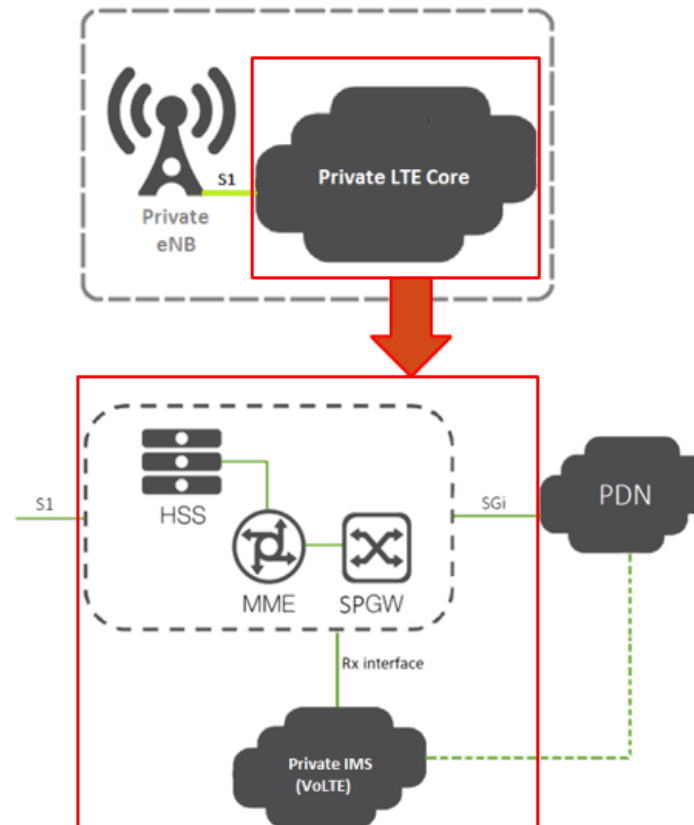 S1
Private LTE Core
Private
eNB
S1
HSS
MME
SPGW
SGi
PDN
Rx interface
Private IMS
(VoLTE)